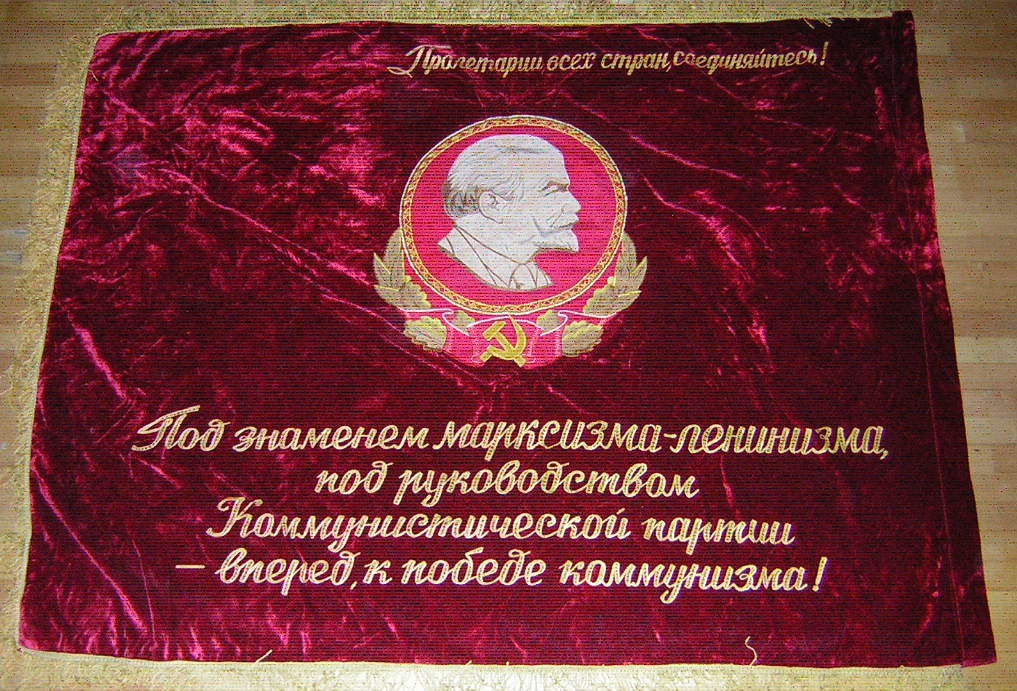 Пролетарии всех стран, соединяйтесь!
Под знаменем марксизма-ленинизма,
под руководством
Коммунистической партии
— вперед, к победе коммунизма!